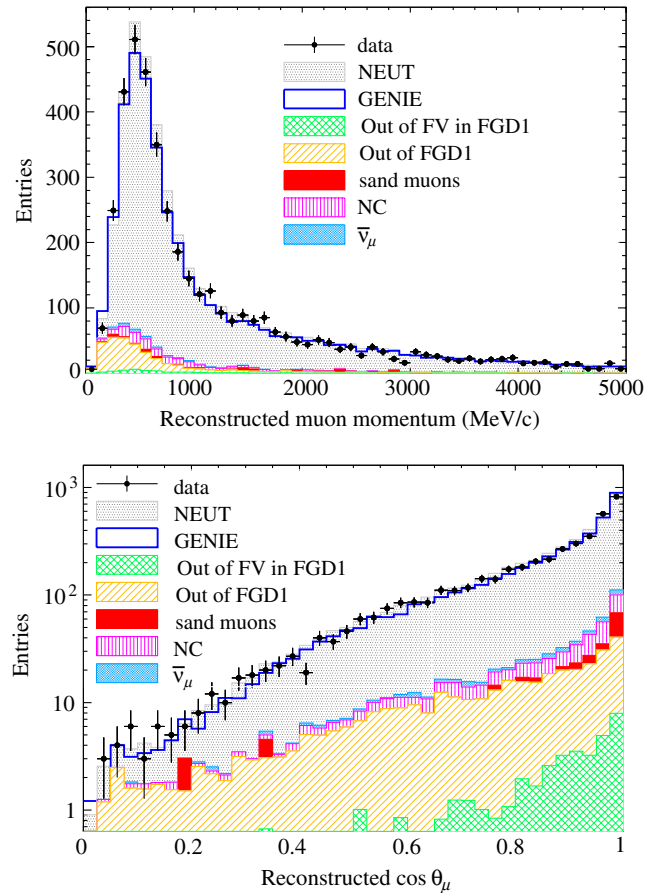 500
400
300
200
100
0
Entries
data
NEUT
GENIE
Out of FV in FGD1
Out of FGD1
sand muons
NC
ν̅μ
0 1000 2000 3000 4000 5000
Reconstructed muon momentum (MeV/c)
10³
10²
10
1
Entries
data
NEUT
GENIE
Out of FV in FGD1
Out of FGD1
sand muons
NC
ν̅μ
0 0.2 0.4 0.6 0.8 1
Reconstructed cos θμ